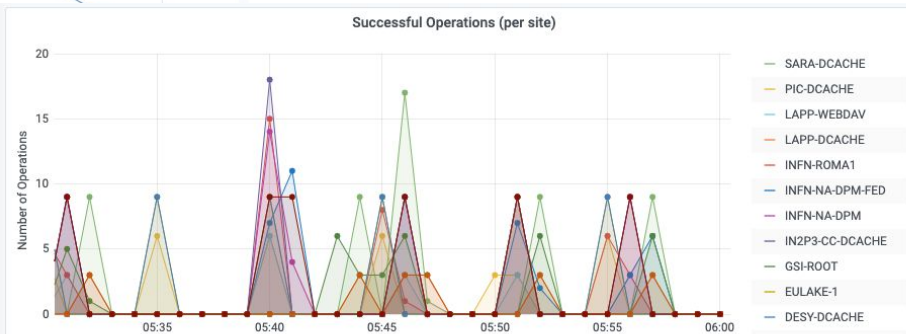 Successful Operations (per site)
20
15
10
5
0
Number of Operations
05:35
05:40
05:45
05:50
05:55
06:00
SARA-DCACHE
PIC-DCACHE
LAPP-WEBDAV
LAPP-DCACHE
INFN-ROMA1
INFN-NA-DPM-FED
INFN-NA-DPM
IN2P3-CC-DCACHE
GSI-ROOT
EULAKE-1
DESY-DCACHE